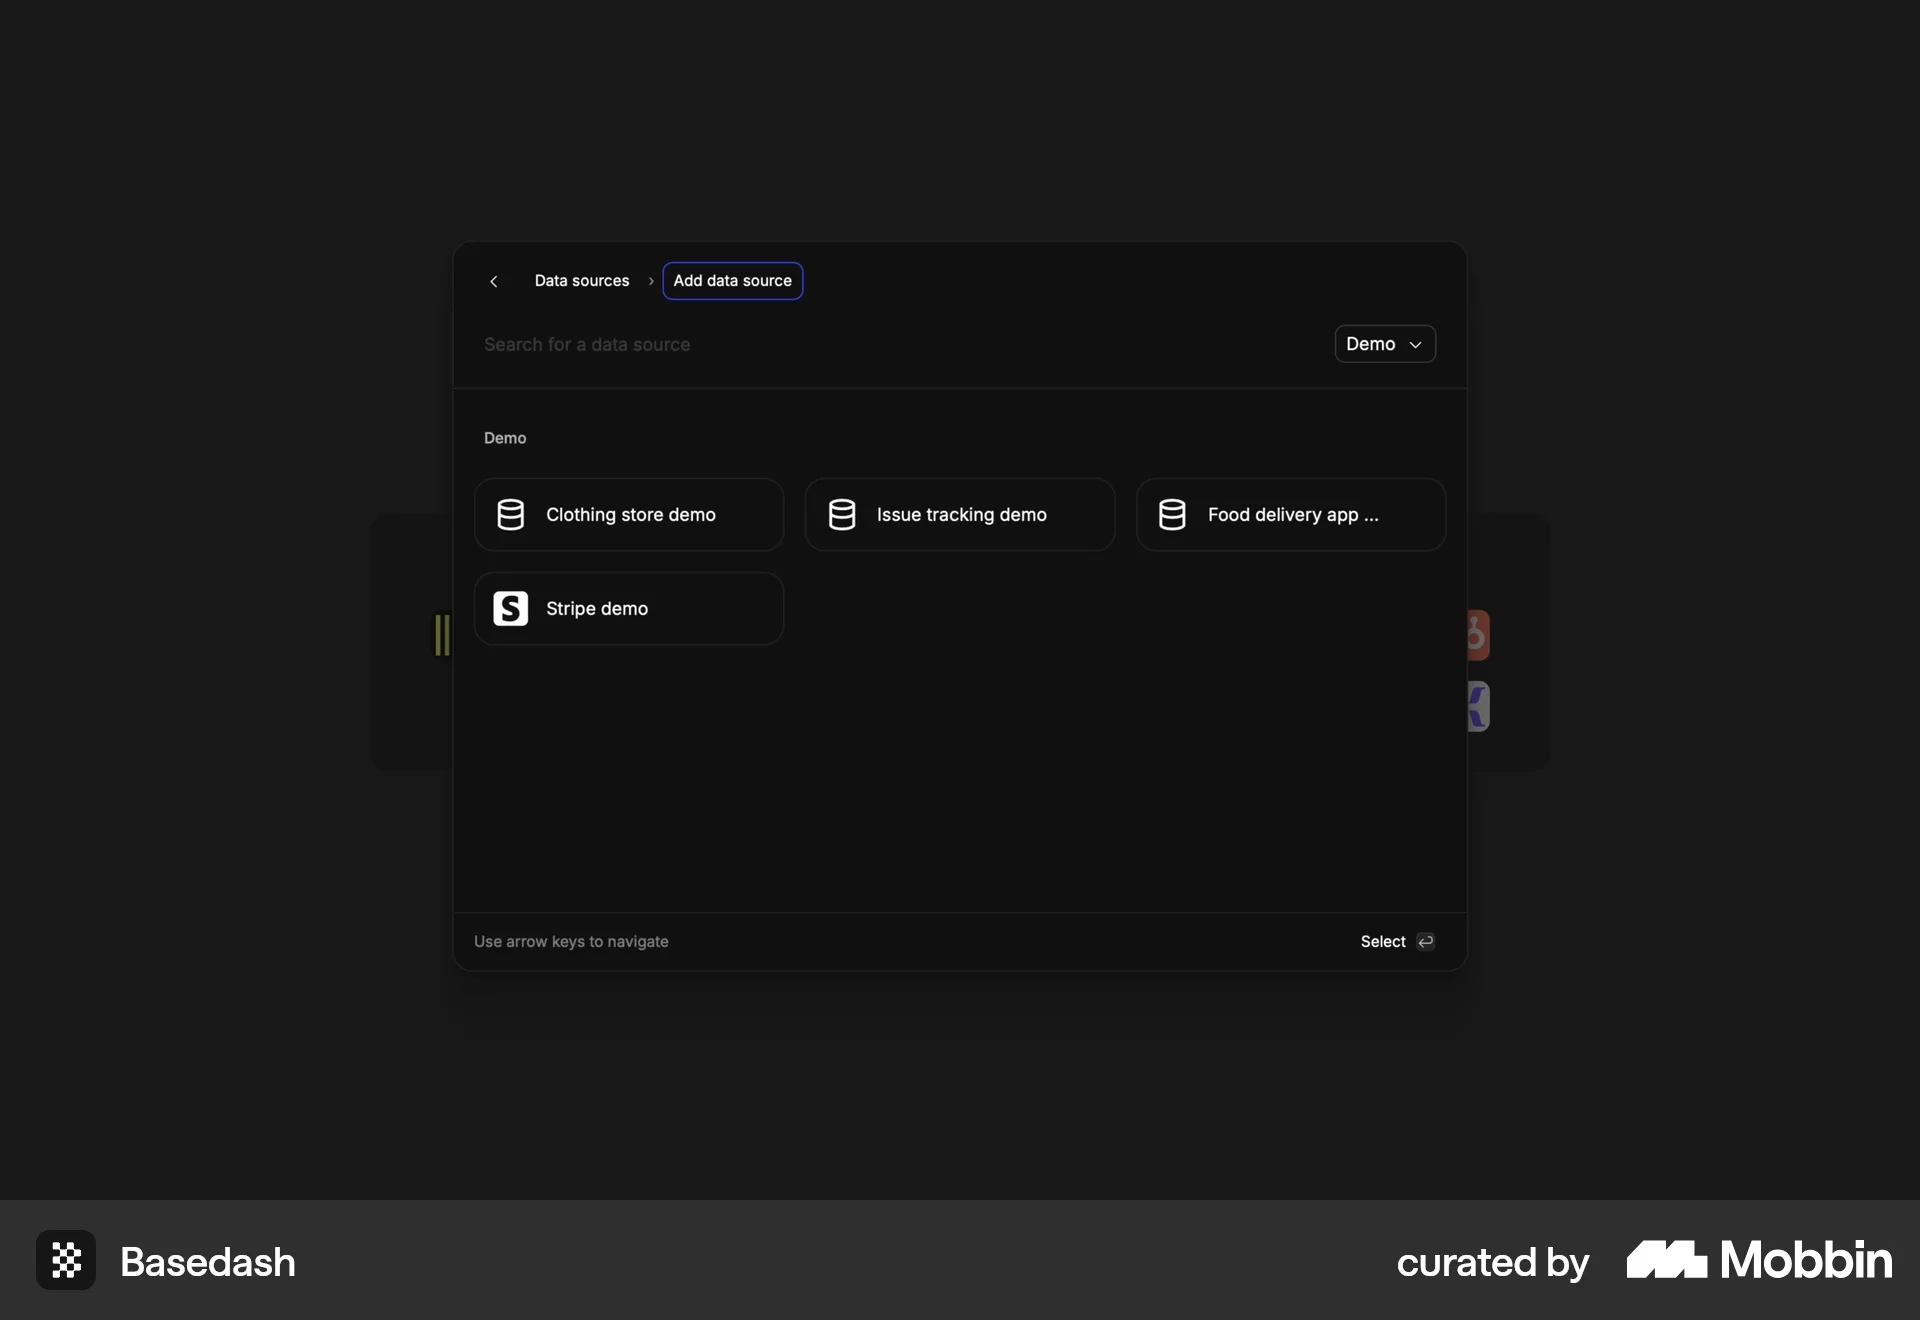 Data sources › Add data source
Search for a data source
Demo
Demo
Clothing store demo
Issue tracking demo
Food delivery app ...
Stripe demo
Use arrow keys to navigate
Select
Basedash
curated by Mobbin